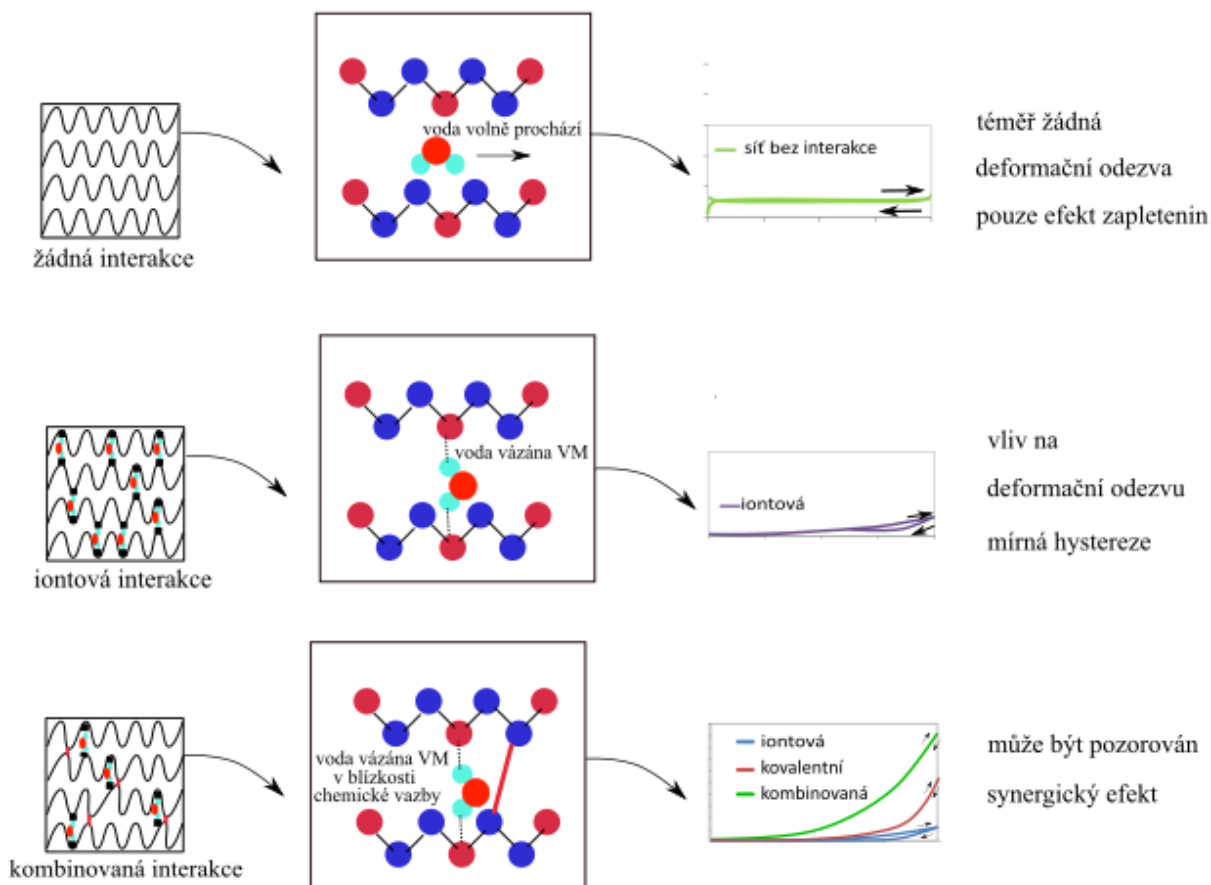 voda volně prochází
síť bez interakce
téměř žádná
deformační odezva
pouze efekt zapletenin
žádná interakce
voda vázána VM
iontová
vliv na
deformační odezvu
mírná hystereze
iontová interakce
voda vázána VM
v blízkosti
chemické vazby
iontová
kovalentní
kombinovaná
může být pozorován
synergický efekt
kombinovaná interakce